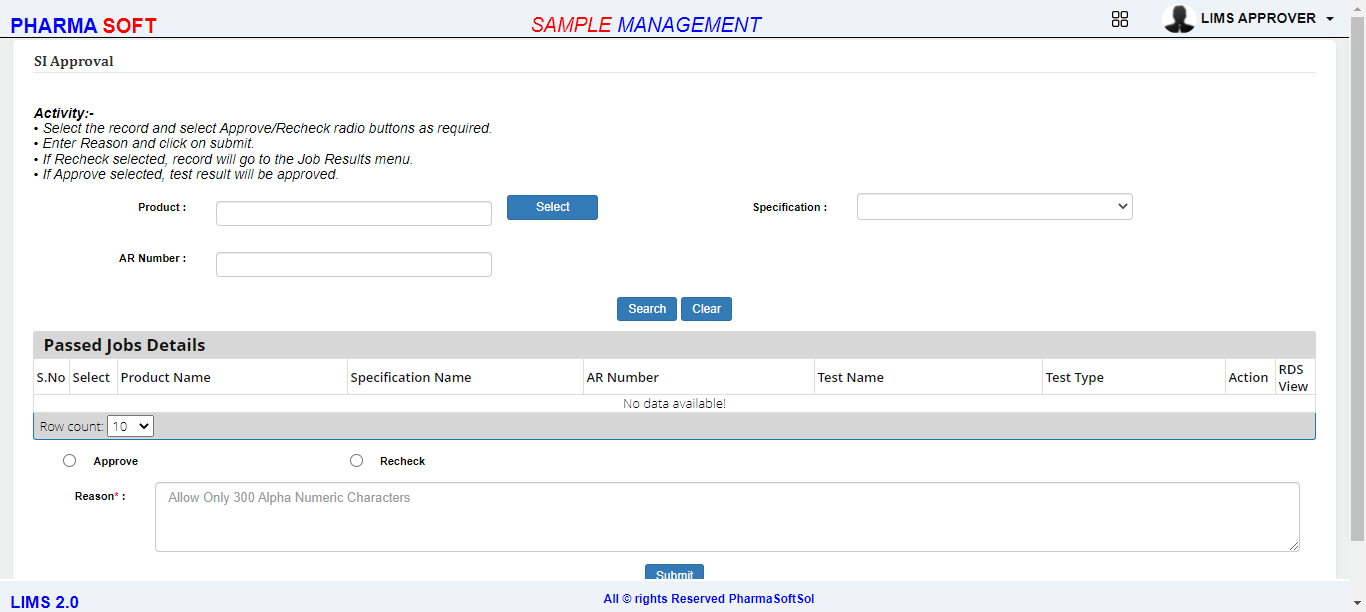 PHARMA SOFT
SAMPLE MANAGEMENT
LIMS APPROVER
SI Approval
Activity:-
• Select the record and select Approve/Recheck radio buttons as required.
• Enter Reason and click on submit.
• If Recheck selected, record will go to the Job Results menu.
• If Approve selected, test result will be approved.
Product :
Select
Specification :
AR Number :
Search Clear
Passed Jobs Details
S.No Select Product Name Specification Name AR Number Test Name Test Type Action RDS View
No data available!
Row count: 10
Approve Recheck
Reason* :
Allow Only 300 Alpha Numeric Characters
Submit
LIMS 2.0
All © rights Reserved PharmaSoftSol